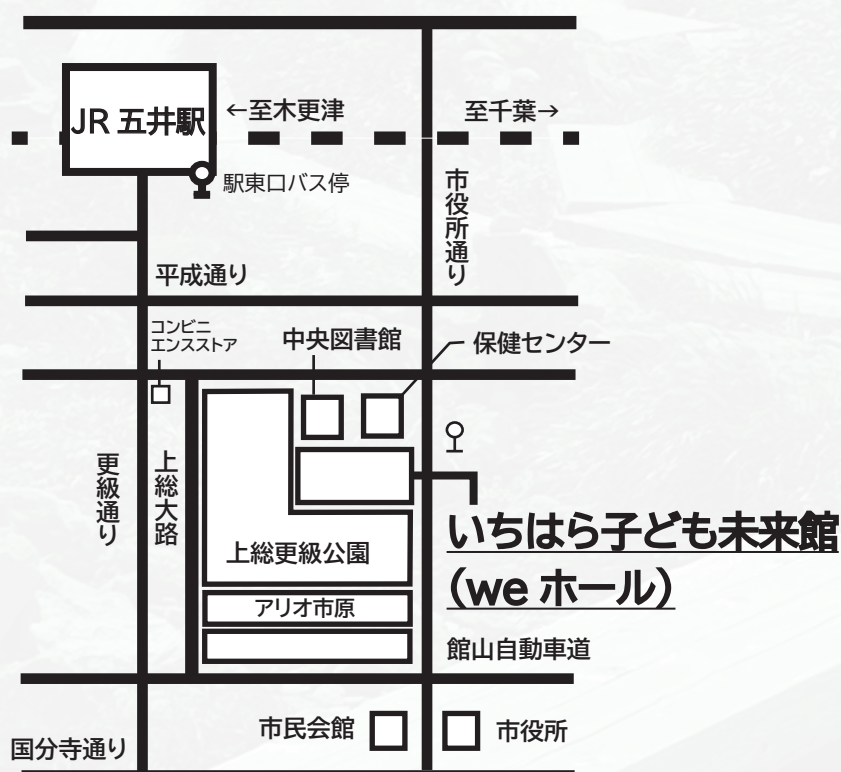 JR 五井駅
←至木更津
至千葉→
駅東口バス停
市役所通り
平成通り
コンビニ
エンスストア
中央図書館
保健センター
更級通り
上総大路
上総更級公園
いちはら子ども未来館
(we ホール)
アリオ市原
館山自動車道
市民会館
市役所
国分寺通り